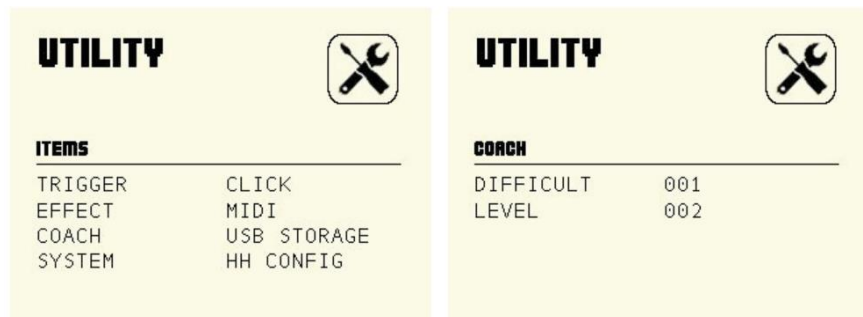 UTILITY
ITEMS
TRIGGER CLICK
EFFECT MIDI
COACH USB STORAGE
SYSTEM HH CONFIG
UTILITY
COACH
DIFFICULT 001
LEVEL 002